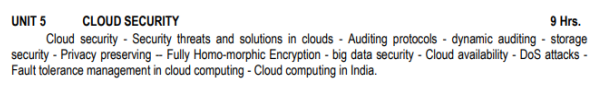 UNIT 5 CLOUD SECURITY 9 Hrs.
Cloud security - Security threats and solutions in clouds - Auditing protocols - dynamic auditing - storage
security - Privacy preserving – Fully Homo-morphic Encryption - big data security - Cloud availability - DoS attacks -
Fault tolerance management in cloud computing - Cloud computing in India.